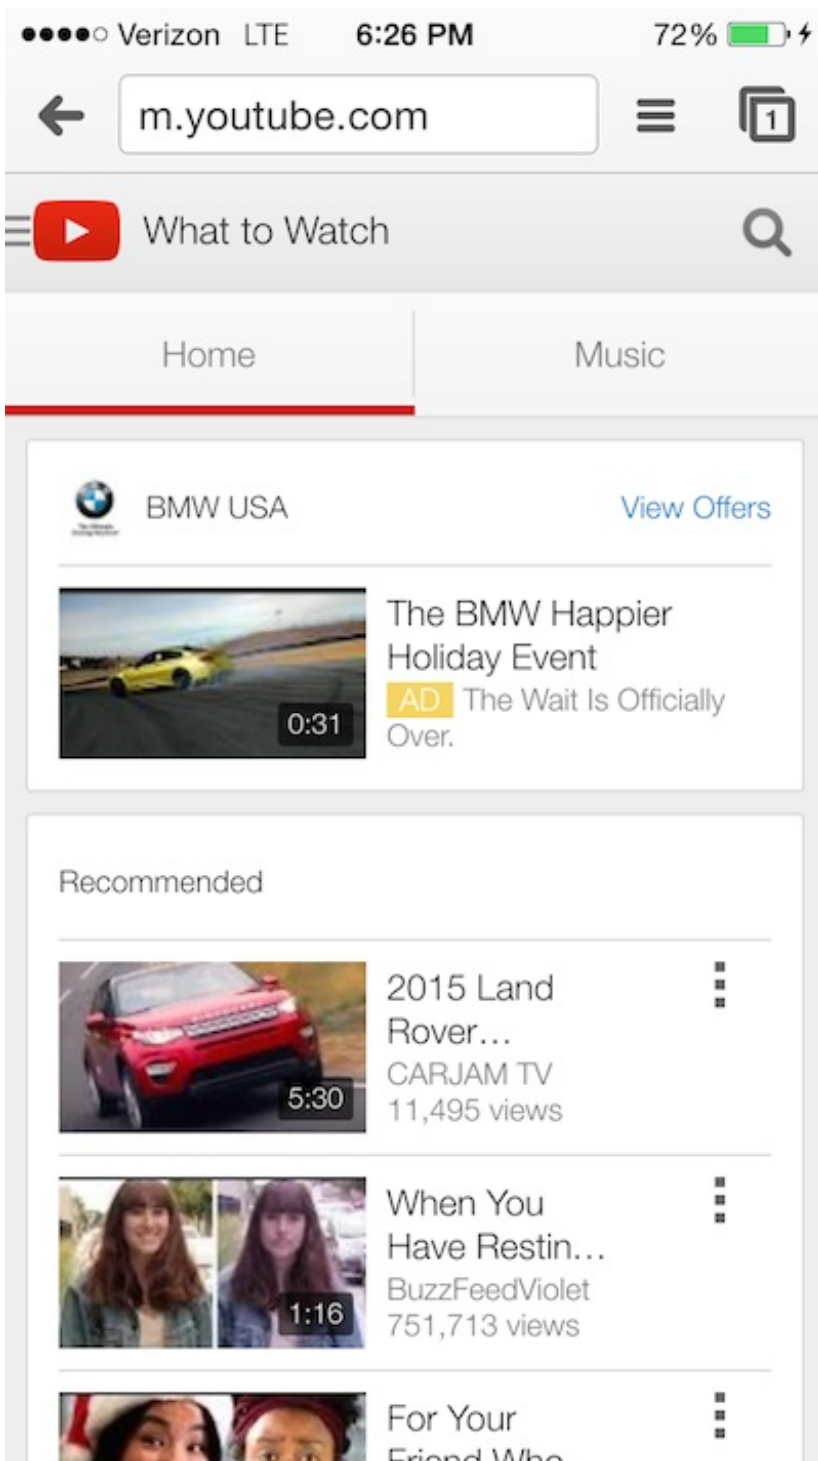 Verizon LTE 6:26 PM 72%
m.youtube.com 1
What to Watch
Home Music
BMW USA View Offers
The BMW Happier
Holiday Event
AD The Wait Is Officially
Over.
0:31
Recommended
2015 Land
Rover...
CARJAM TV
11,495 views
5:30
When You
Have Restin...
BuzzFeedViolet
751,713 views
1:16
For Your
Friend Who